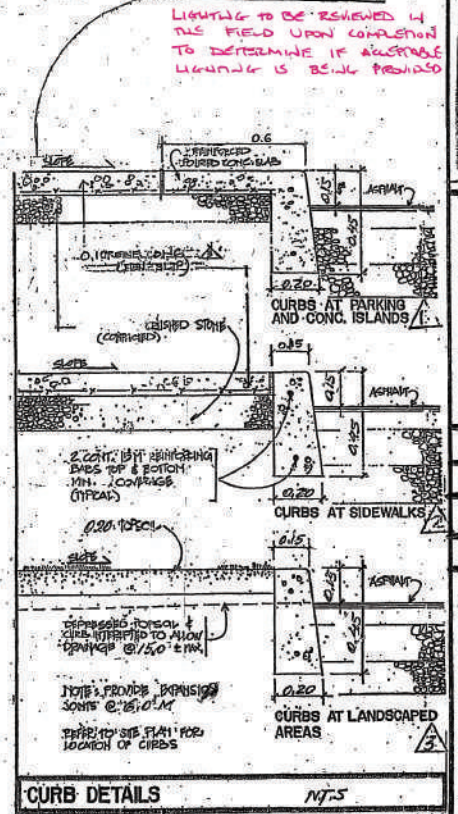 LIGHTING TO BE REVIEWED IN
THE FIELD UPON COMPLETION
TO DETERMINE IF ACCEPTABLE
LIGHTING IS BEING PROVIDED
0.6
SLOPE
REINFORCED
POURED CONC. SLAB
0.15
ASPHALT
0.45
0.20
CURBS AT PARKING
AND CONC. ISLANDS 1
CRUSHED STONE
0.15
SLOPE
0.15
ASPHALT
0.45
2 CONT. 15M REINFORCING
BARS TOP & BOTTOM
MIN. COVERAGE
(TYPICAL)
0.20
CURBS AT SIDEWALKS 2
0.20 TOPSOIL
0.15
SLOPE
0.15
ASPHALT
0.45
DEPRESSED TOPSOIL &
CURB INTERRUPTED TO ALLOW
DRAINAGE @ 15.0 ± MAX.
NOTE: PROVIDE EXPANSION
JOINTS @ 6.0 M
0.20
REFER TO SITE PLAN FOR
LOCATION OF CURBS
CURBS AT LANDSCAPED
AREAS 3
CURB DETAILS N.T.S